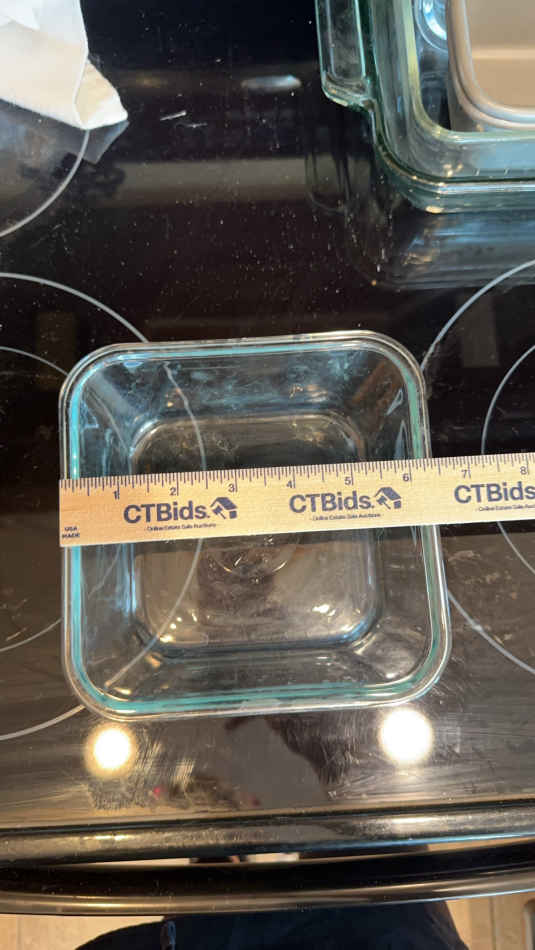 1 2 3 4 5 6 7 8
USA
MADE
CTBids. CTBids. CTBids
- Online Estate Sale Auctions - - Online Estate Sale Auctions - - Online Estate Sale Au